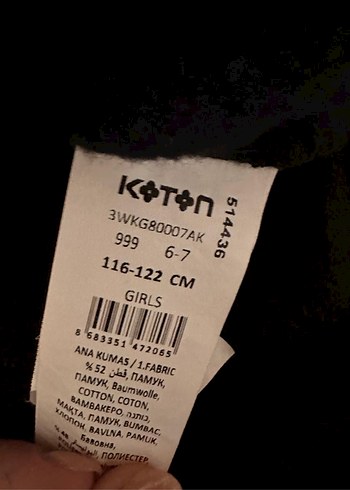 KOTON
514436
3WKG80007AK
999 6-7
116-122 CM
GIRLS
8 683351 472065
ANA KUMAS / 1.FABRIC
% 52 قطن, ПАМУК,
ПАМУК, Baumwolle,
COTTON, COTON,
BAMBAKEPO, כותנה,
МАКТА, ПАМУК, BUMBAC,
ХЛОПОК, BAVLNA, PAMUK,
Бавовна,
ПОЛИЕСТЕР